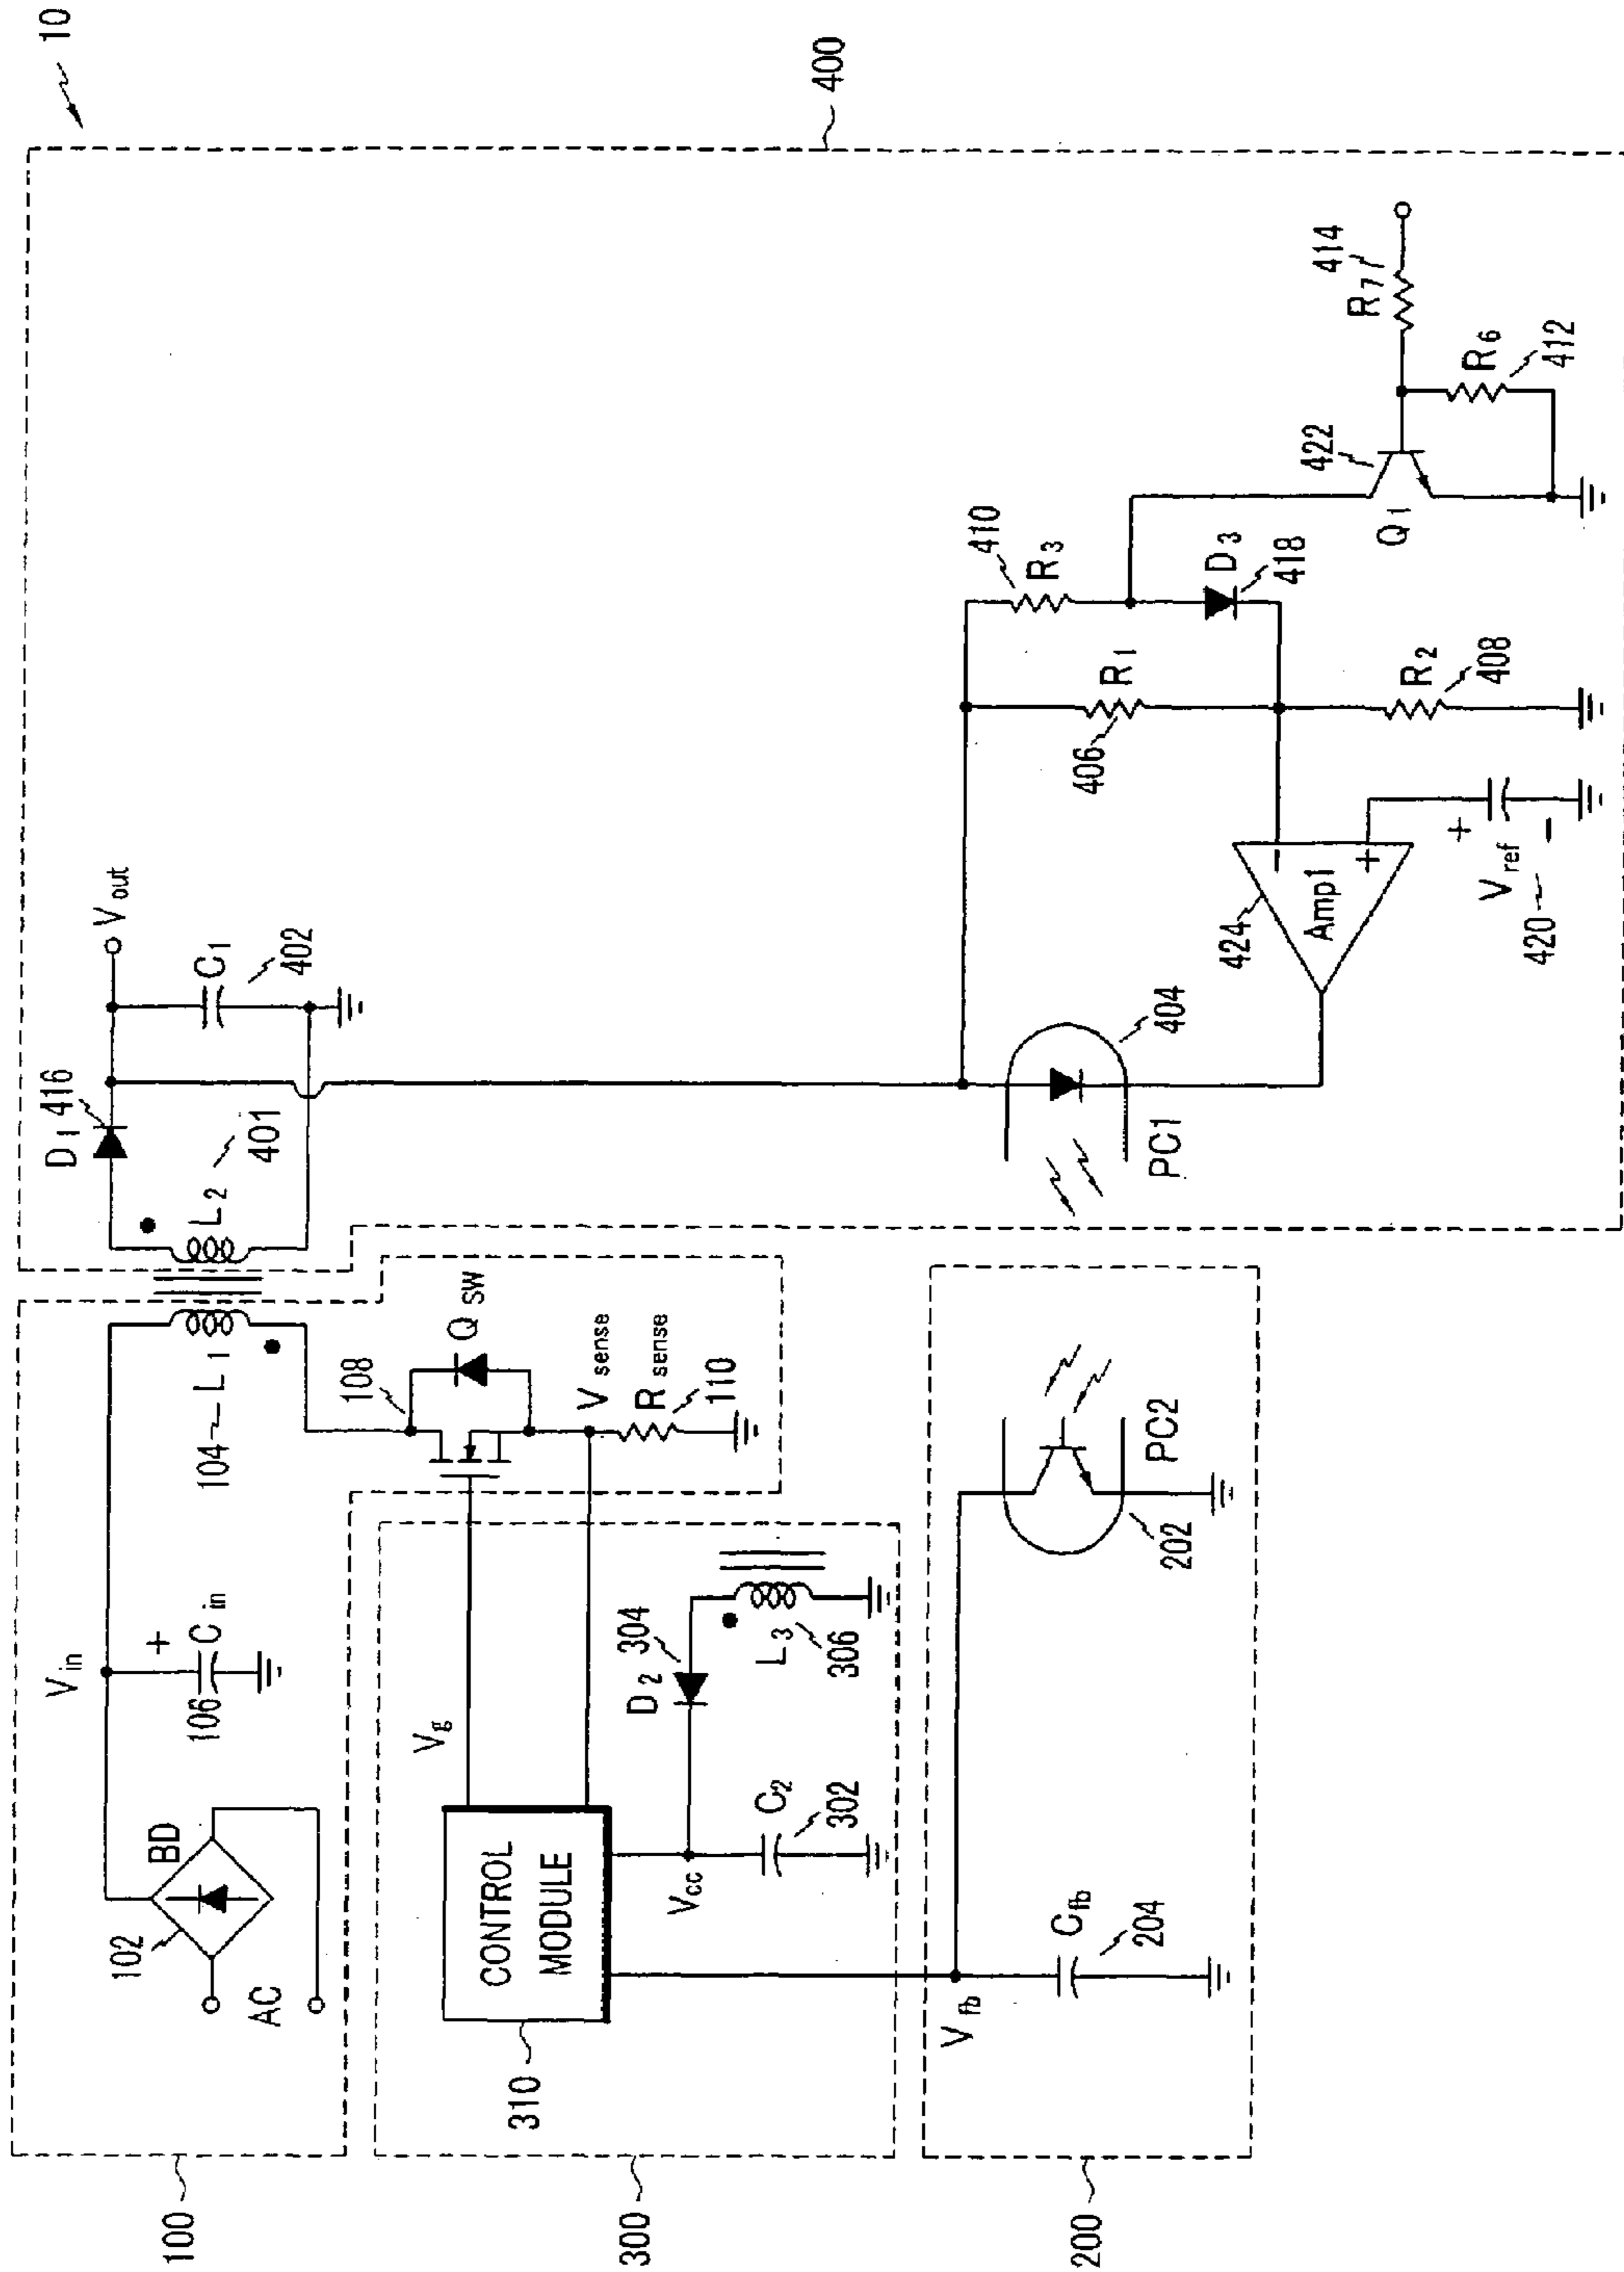 10
400
D1 416
Vout
C1
402
L2
401
R3
410
R1
406
D3
418
R7
414
422
Q1
R6
412
R2
408
PC1
404
424
Amp1
−
+
+
Vref
−
420
100
102
BD
AC
Vin
+
Cin
106
104
L1
108
QSW
Vsense
Rsense
110
300
310
CONTROL
MODULE
Vg
D2
304
L3
306
Vcc
C2
302
200
Vfb
Cfb
204
PC2
202